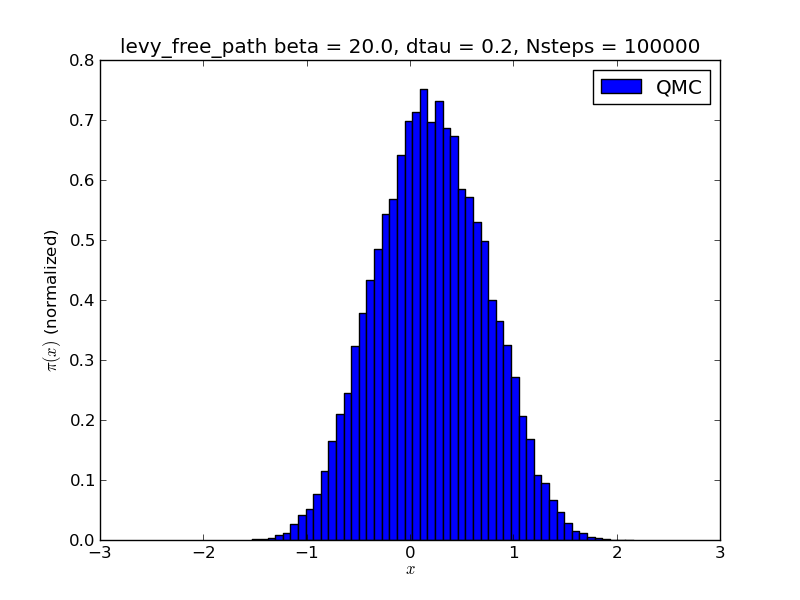 levy_free_path beta = 20.0, dtau = 0.2, Nsteps = 100000
QMC
π(x) (normalized)
0.8
0.7
0.6
0.5
0.4
0.3
0.2
0.1
0.0
−3 −2 −1 0 1 2 3
x